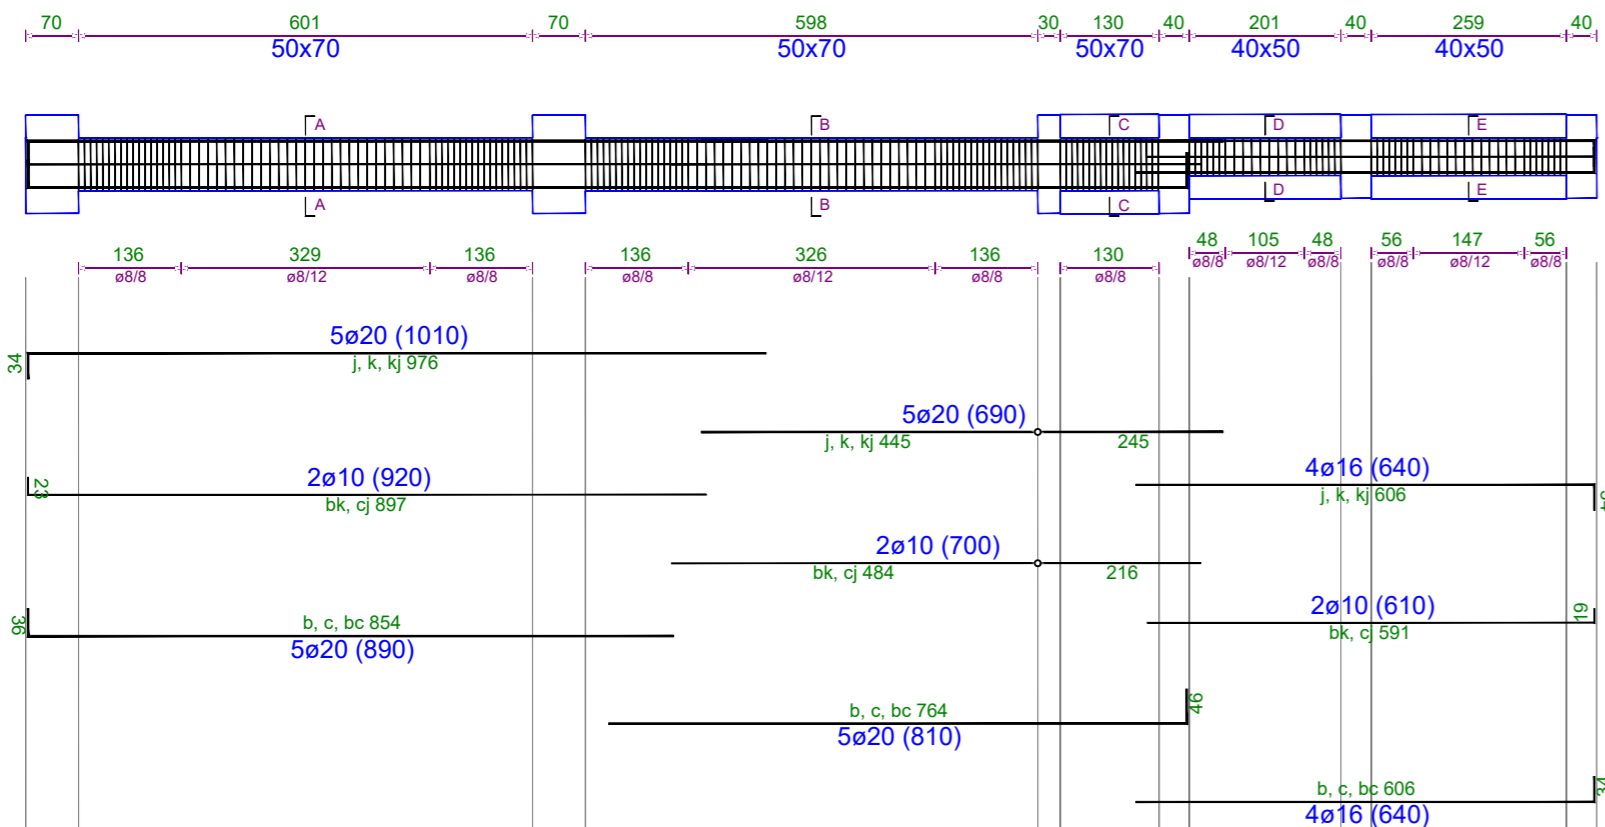 70 601 70 598 30 130 40 201 40 259 40
50x70 50x70 50x70 40x50 40x50
A B C D E
A B C D E
136 329 136 136 326 136 130 48 105 48 56 147 56
ø8/8 ø8/12 ø8/8 ø8/8 ø8/12 ø8/8 ø8/8 ø8/8 ø8/12 ø8/8 ø8/8 ø8/12 ø8/8
5ø20 (1010)
34 j, k, kj 976
5ø20 (690)
j, k, kj 445 245
4ø16 (640)
j, k, kj 606
2ø10 (920)
23 bk, cj 897
2ø10 (700)
bk, cj 484 216
2ø10 (610)
bk, cj 591 19
36 b, c, bc 854
5ø20 (890)
b, c, bc 764 46
5ø20 (810)
b, c, bc 606 34
4ø16 (640)